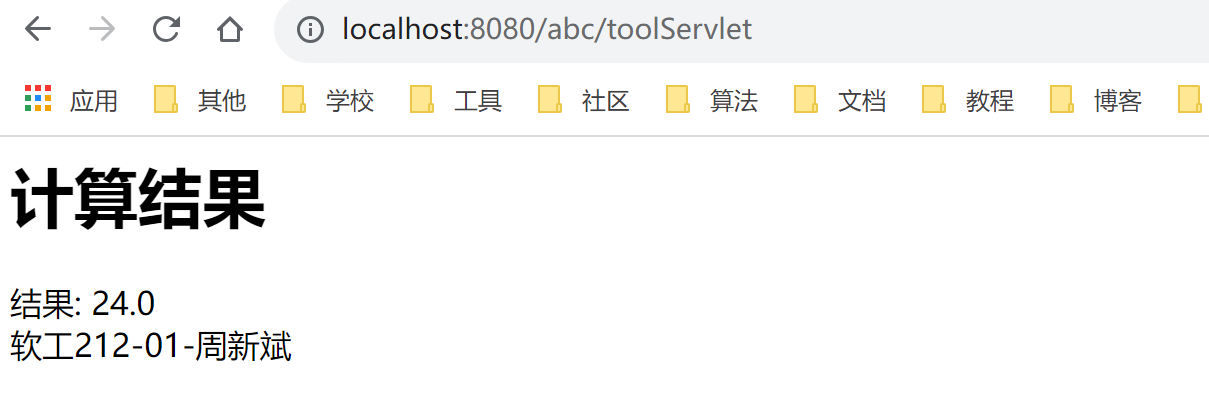 localhost:8080/abc/toolServlet
应用 其他 学校 工具 社区 算法 文档 教程 博客
计算结果
结果: 24.0
软工212-01-周新斌